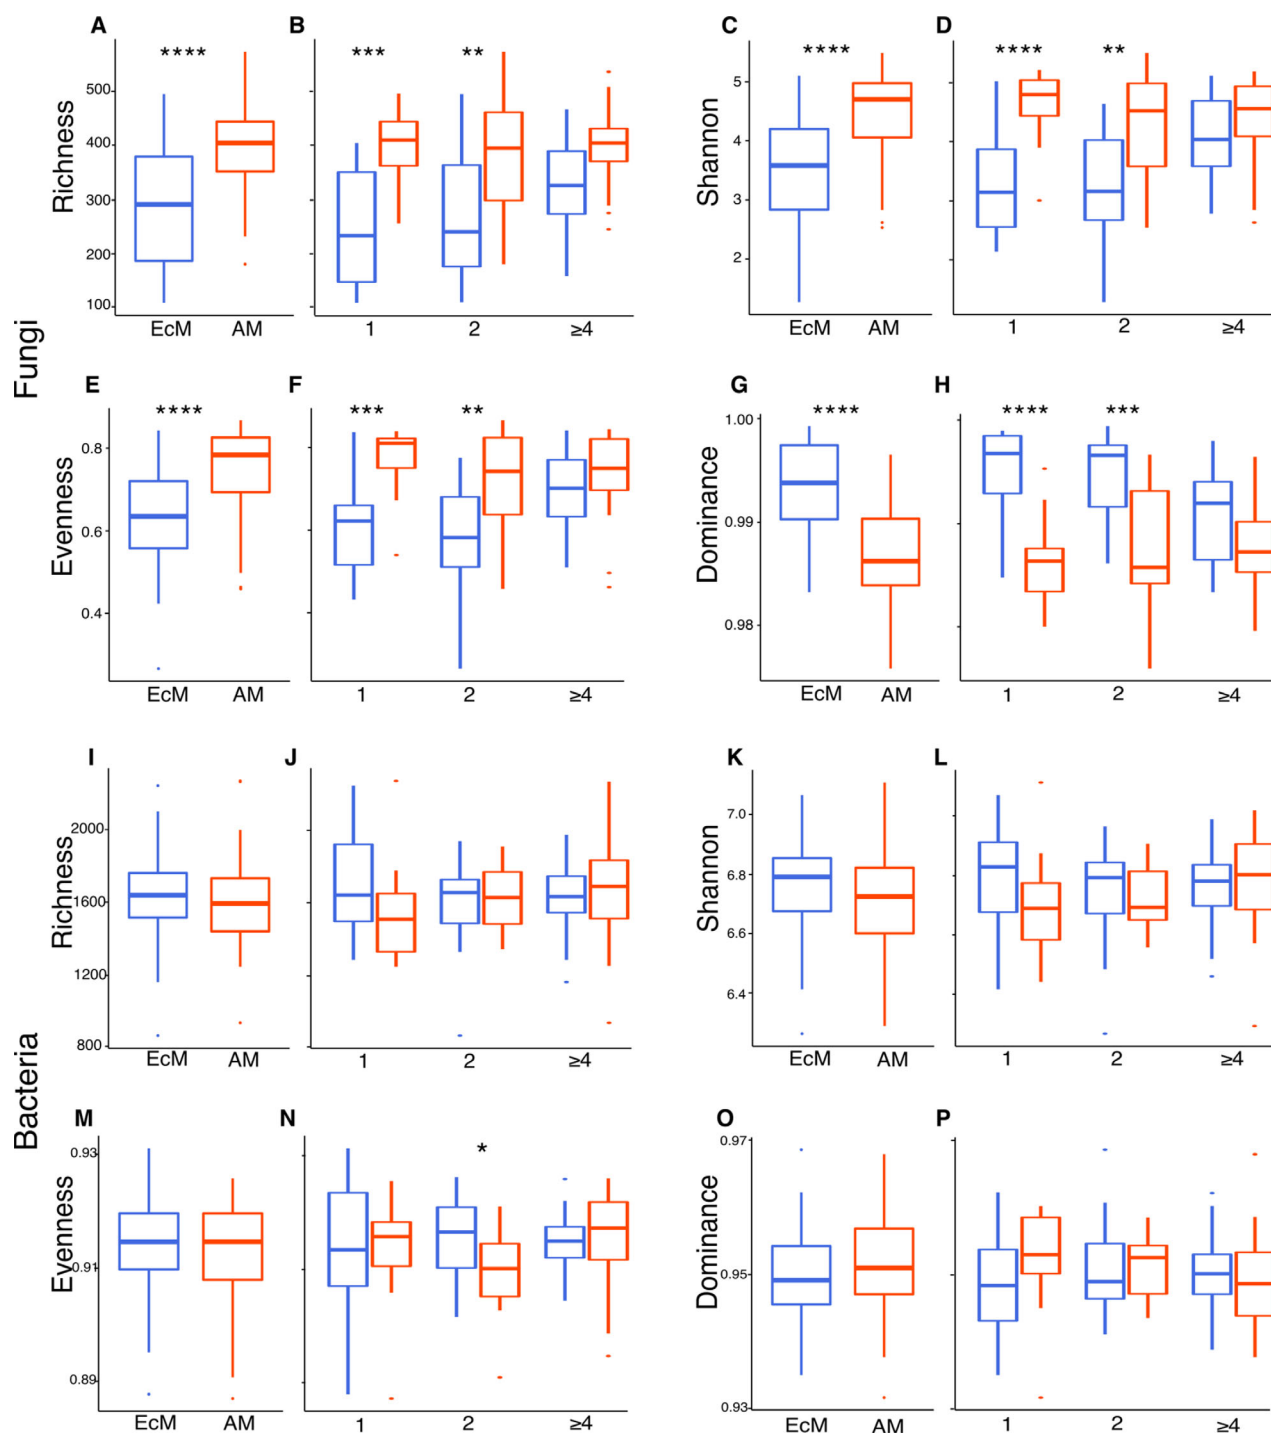 Fungi
A
B
****
***
**
Richness
500
400
300
200
100
EcM
AM
1
2
≥4
C
D
****
****
**
Shannon
5
4
3
2
EcM
AM
1
2
≥4
E
F
****
***
**
Evenness
0.8
0.6
0.4
EcM
AM
1
2
≥4
G
H
****
****
***
Dominance
1.00
0.99
0.98
EcM
AM
1
2
≥4
Bacteria
I
J
Richness
2000
1600
1200
800
EcM
AM
1
2
≥4
K
L
Shannon
7.0
6.8
6.6
6.4
EcM
AM
1
2
≥4
M
N
*
Evenness
0.93
0.91
0.89
EcM
AM
1
2
≥4
O
P
Dominance
0.97
0.95
0.93
EcM
AM
1
2
≥4